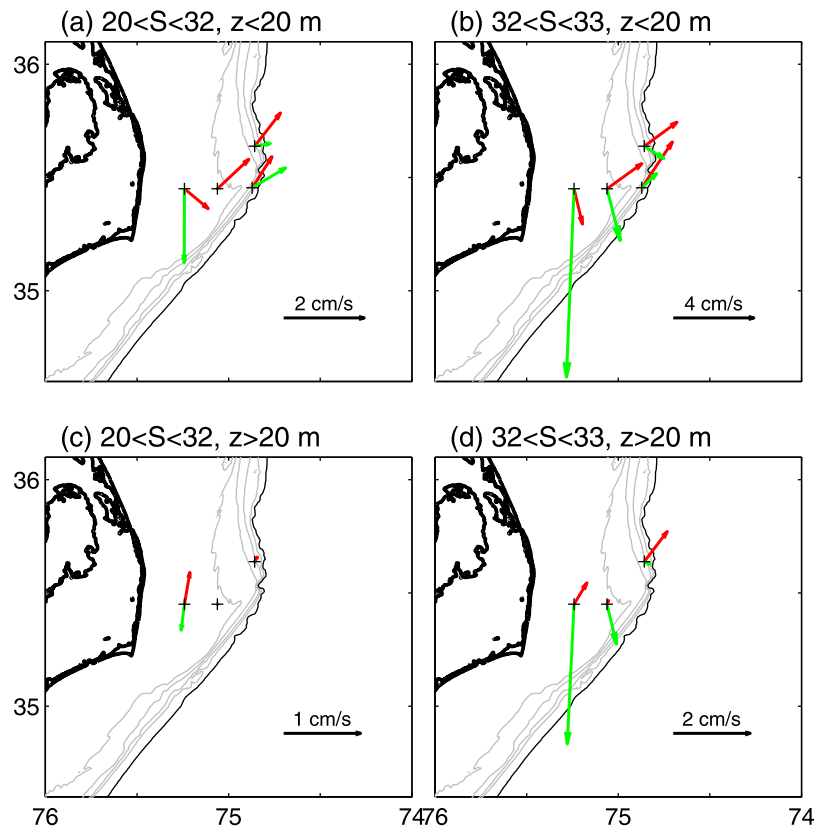 (a) 20<S<32, z<20 m
(b) 32<S<33, z<20 m
36
35
2 cm/s
4 cm/s
(c) 20<S<32, z>20 m
(d) 32<S<33, z>20 m
36
35
1 cm/s
2 cm/s
76
75
74
76
75
74